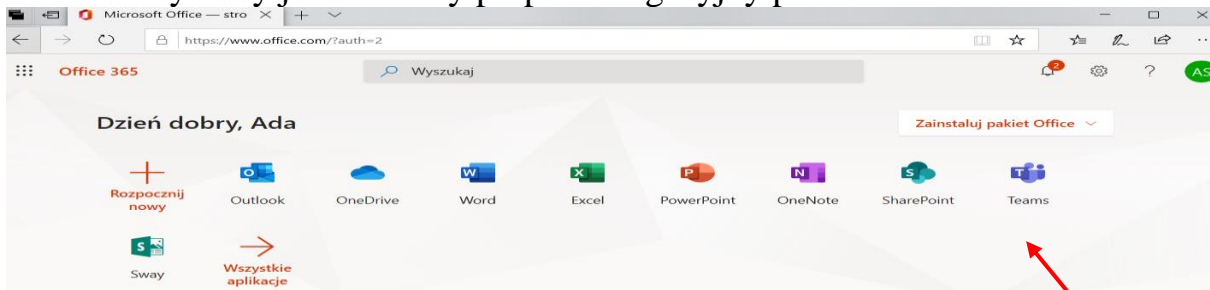 Microsoft Office — stro
https://www.office.com/?auth=2
Office 365
Wyszukaj
2
AS
Dzień dobry, Ada
Zainstaluj pakiet Office
Rozpocznij
nowy
Outlook
OneDrive
Word
Excel
PowerPoint
OneNote
SharePoint
Teams
Sway
Wszystkie
aplikacje